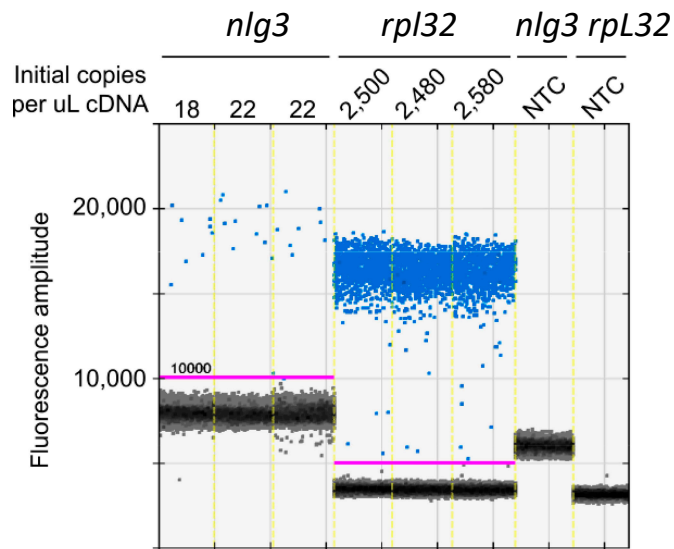 nlg3 rpl32 nlg3 rpL32
Initial copies
per uL cDNA
18 22 22 2,500 2,480 2,580 NTC NTC
20,000
10000
10,000
Fluorescence amplitude